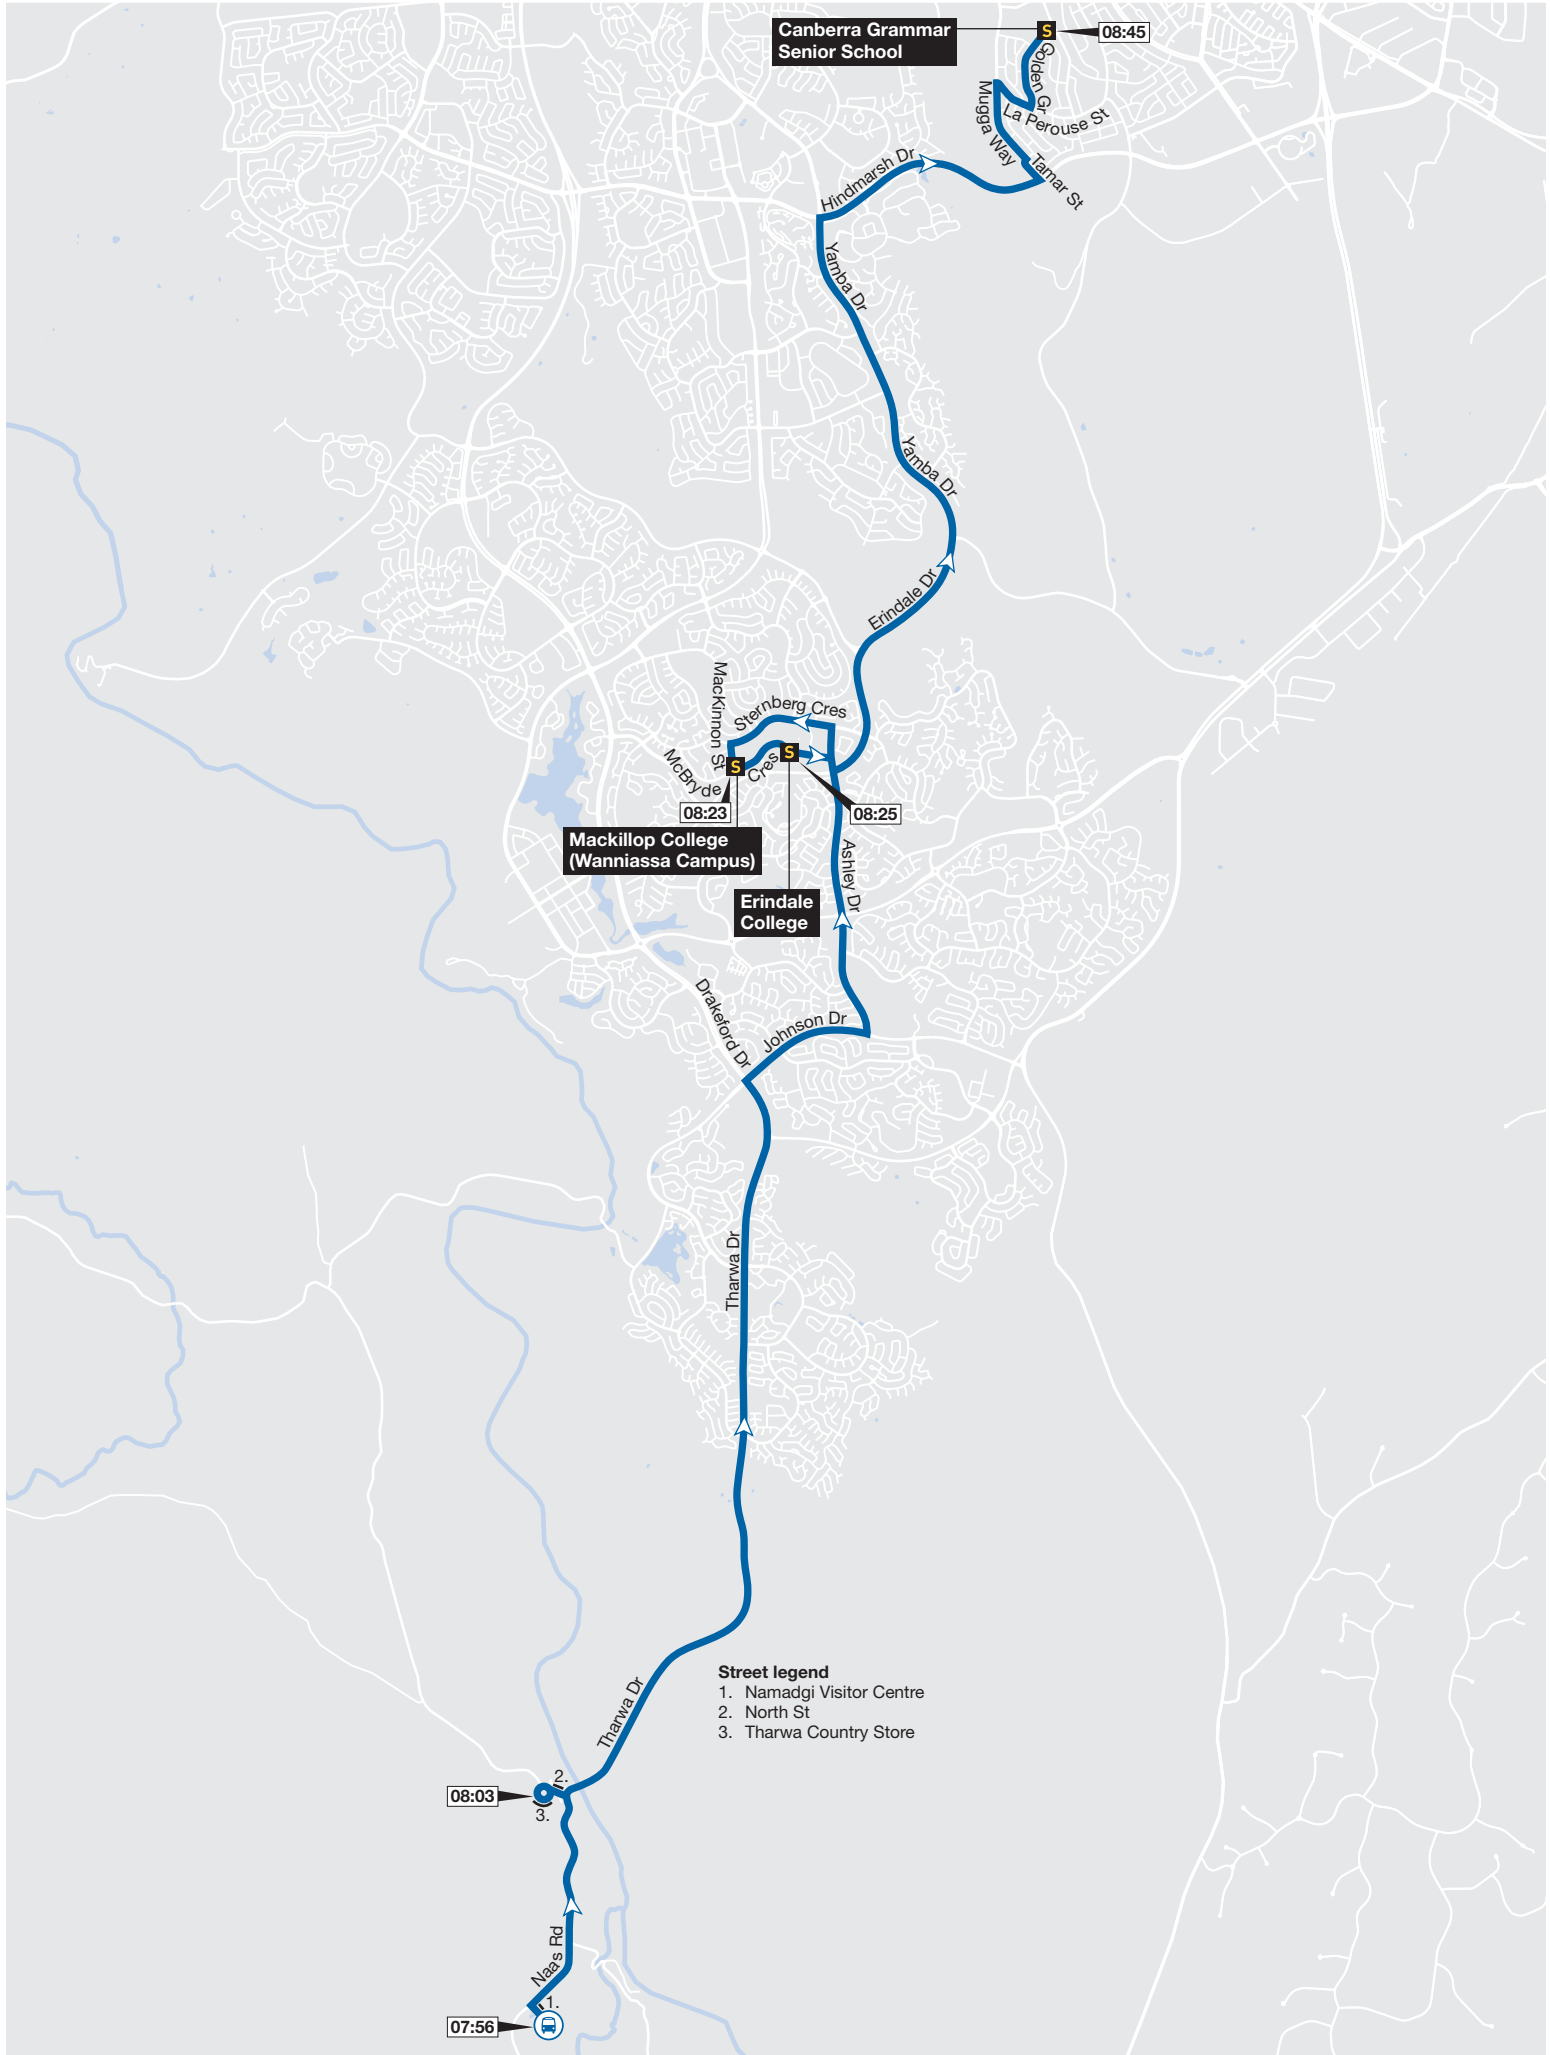 Canberra Grammar
Senior School
08:45
Golden Gr
La Perouse St
Mugga Way
Tamar St
Hindmarsh Dr
Yamba Dr
Yamba Dr
Erindale Dr
MacKinnon St
Sternberg Cres
McBryde
Cres
S
S
S
08:23
08:25
Mackillop College
(Wanniassa Campus)
Erindale
College
Ashley Dr
Drakeford Dr
Johnson Dr
Tharwa Dr
Street legend
1. Namadgi Visitor Centre
2. North St
3. Tharwa Country Store
Tharwa Dr
2.
08:03
3.
Naas Rd
1.
07:56